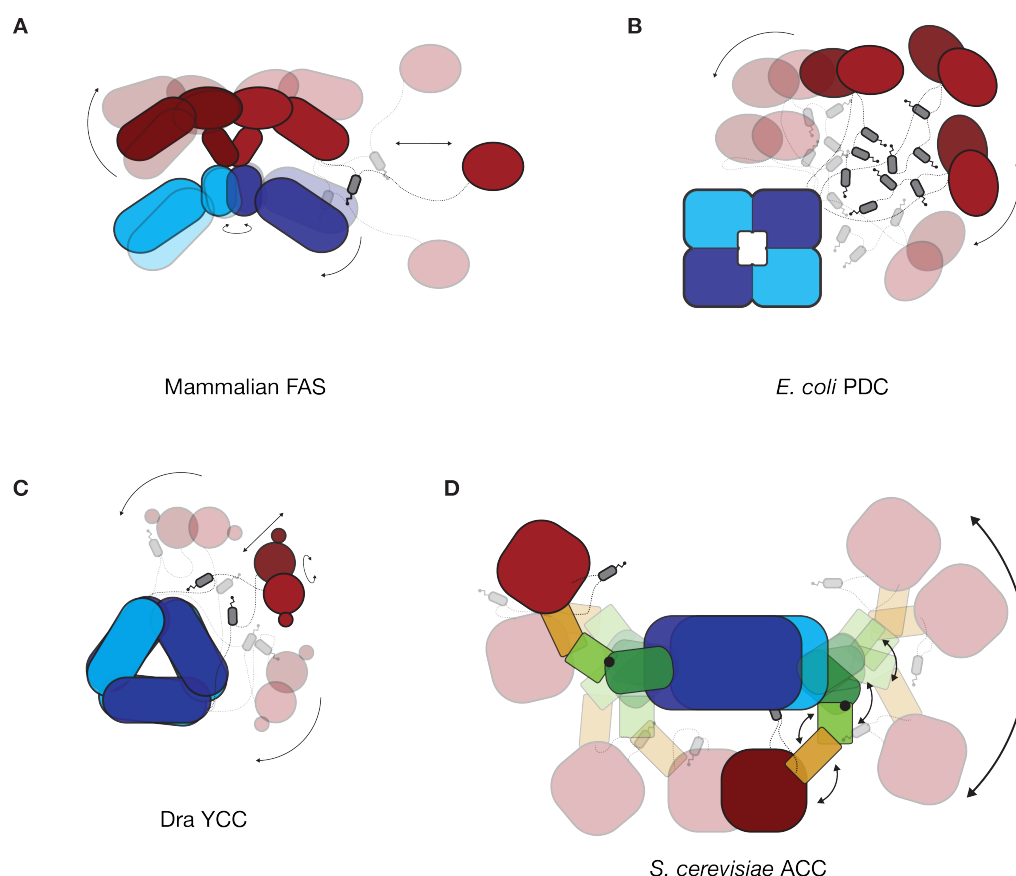 A
B
Mammalian FAS
E. coli PDC
C
D
Dra YCC
S. cerevisiae ACC